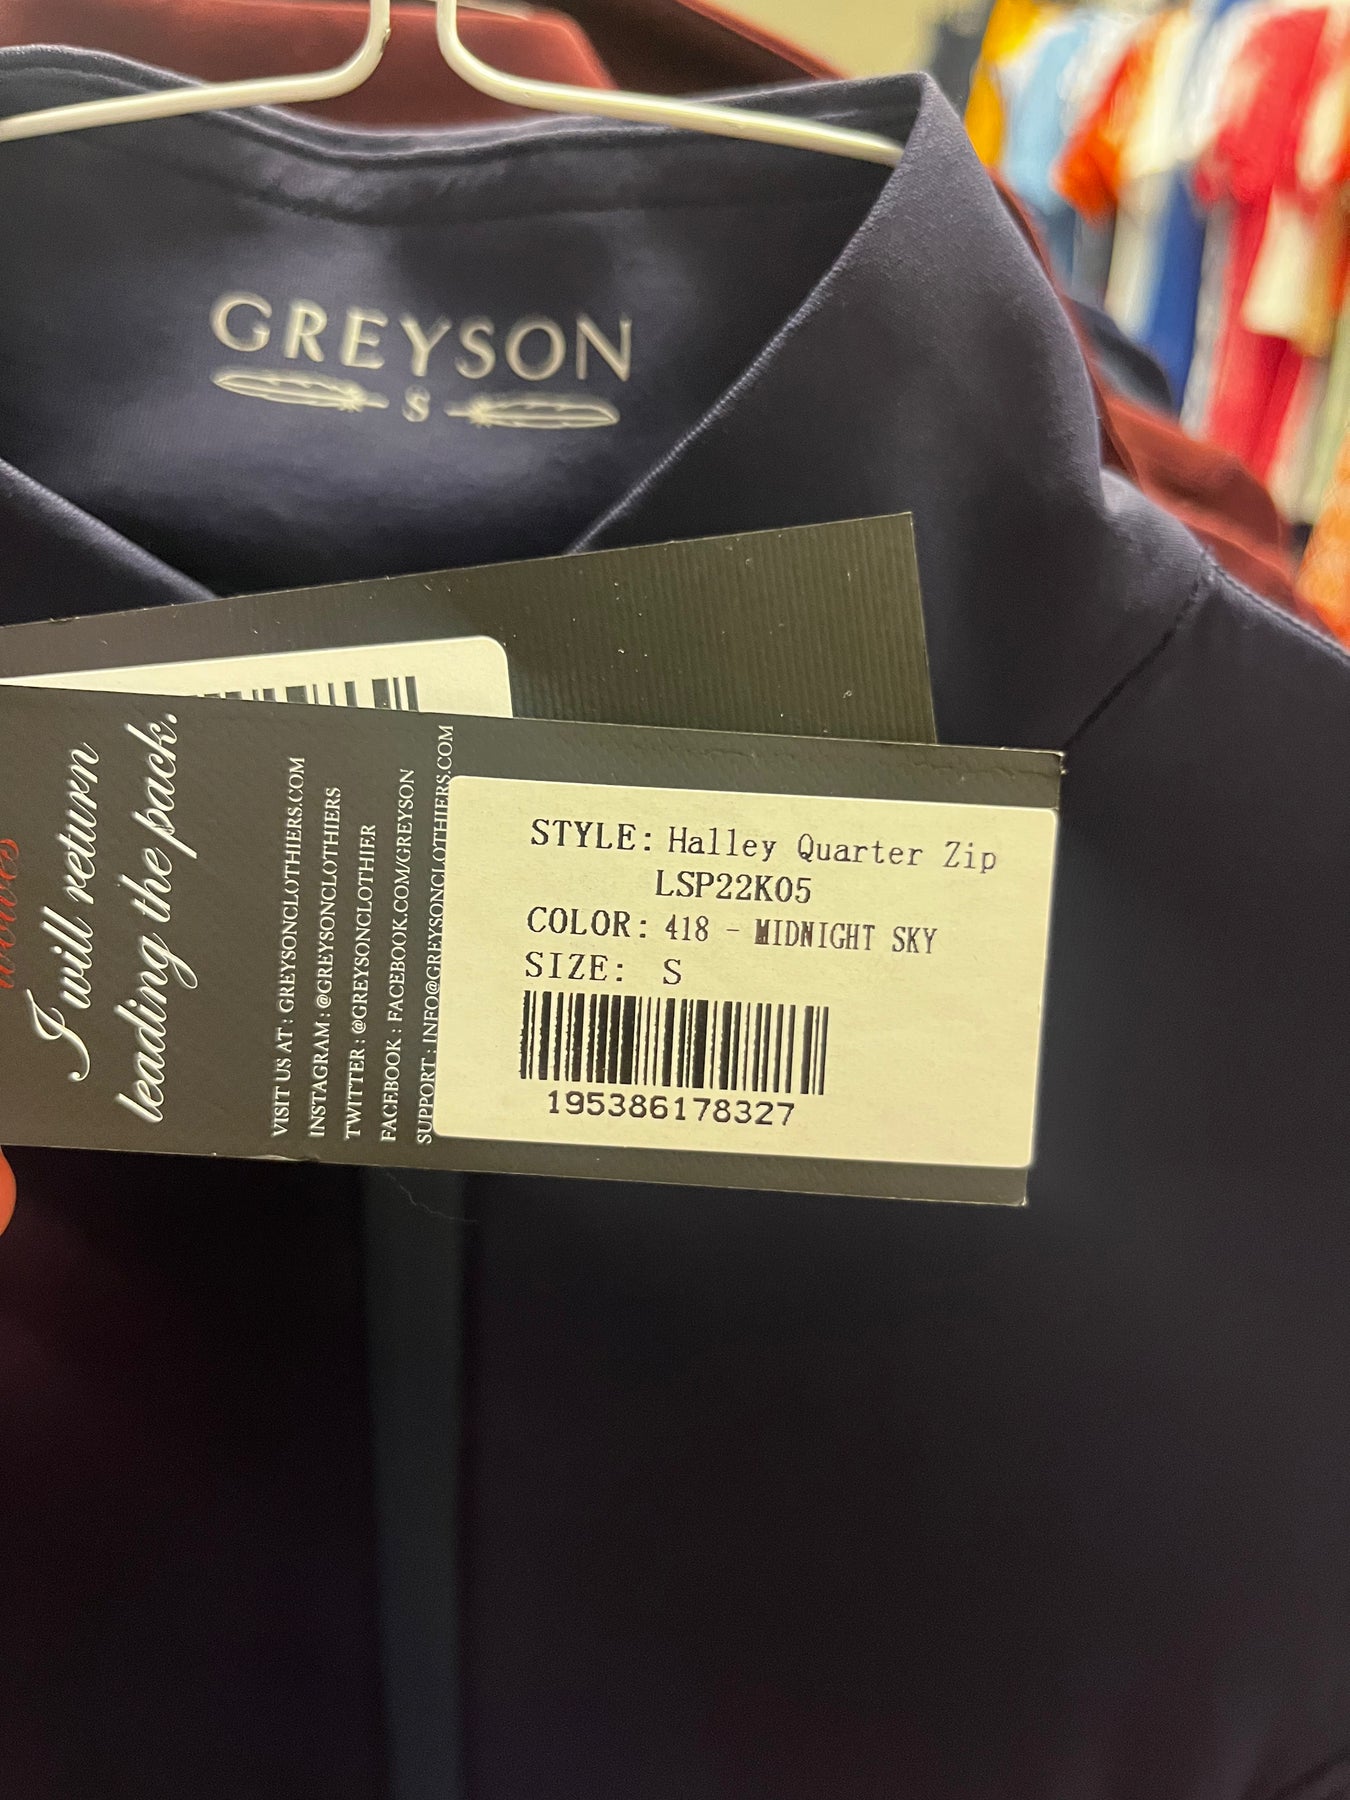 GREYSON
S
I will return
leading the pack.
VISIT US AT : GREYSONCLOTHIERS.COM
INSTAGRAM : @GREYSONCLOTHIERS
TWITTER : @GREYSONCLOTHIER
FACEBOOK : FACEBOOK.COM/GREYSON
SUPPORT : INFO@GREYSONCLOTHIERS.COM
STYLE: Halley Quarter Zip
LSP22K05
COLOR: 418 - MIDNIGHT SKY
SIZE: S
195386178327